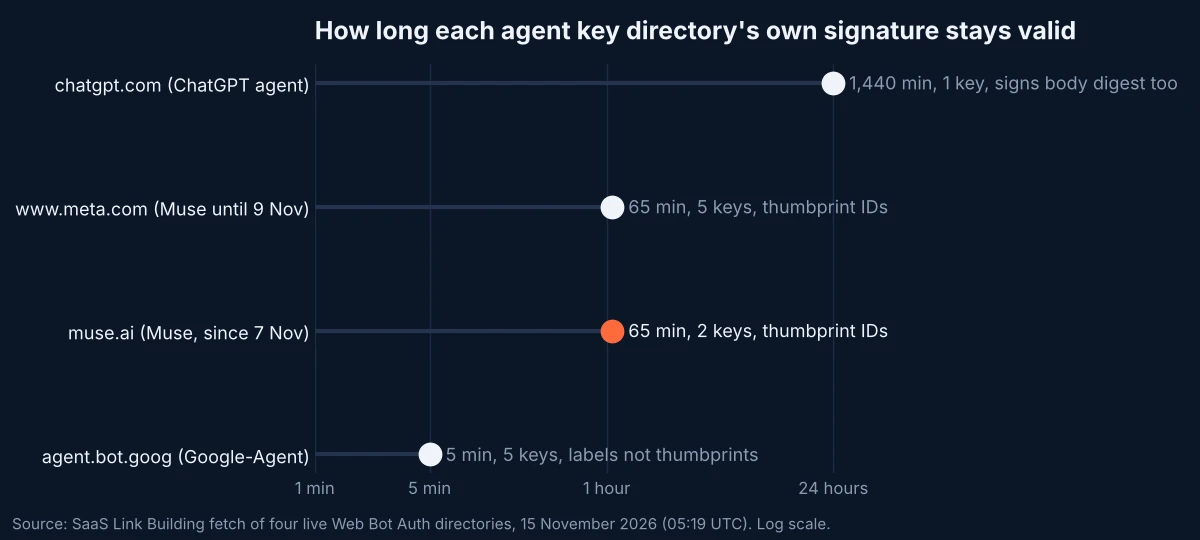 How long each agent key directory's own signature stays valid
chatgpt.com (ChatGPT agent)
1,440 min, 1 key, signs body digest too
www.meta.com (Muse until 9 Nov)
65 min, 5 keys, thumbprint IDs
muse.ai (Muse, since 7 Nov)
65 min, 2 keys, thumbprint IDs
agent.bot.goog (Google-Agent)
5 min, 5 keys, labels not thumbprints
1 min
5 min
1 hour
24 hours
Source: SaaS Link Building fetch of four live Web Bot Auth directories, 15 November 2026 (05:19 UTC). Log scale.